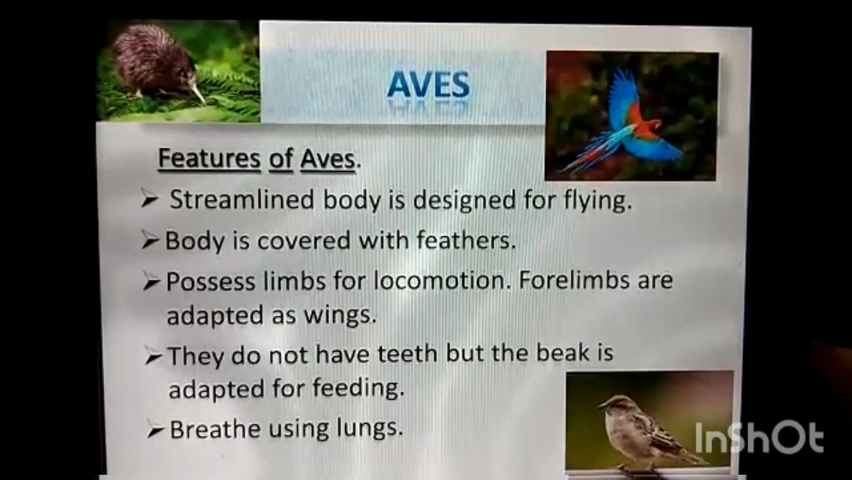 AVES
Features of Aves.
Streamlined body is designed for flying.
Body is covered with feathers.
Possess limbs for locomotion. Forelimbs are
adapted as wings.
They do not have teeth but the beak is
adapted for feeding.
Breathe using lungs.
InShOt